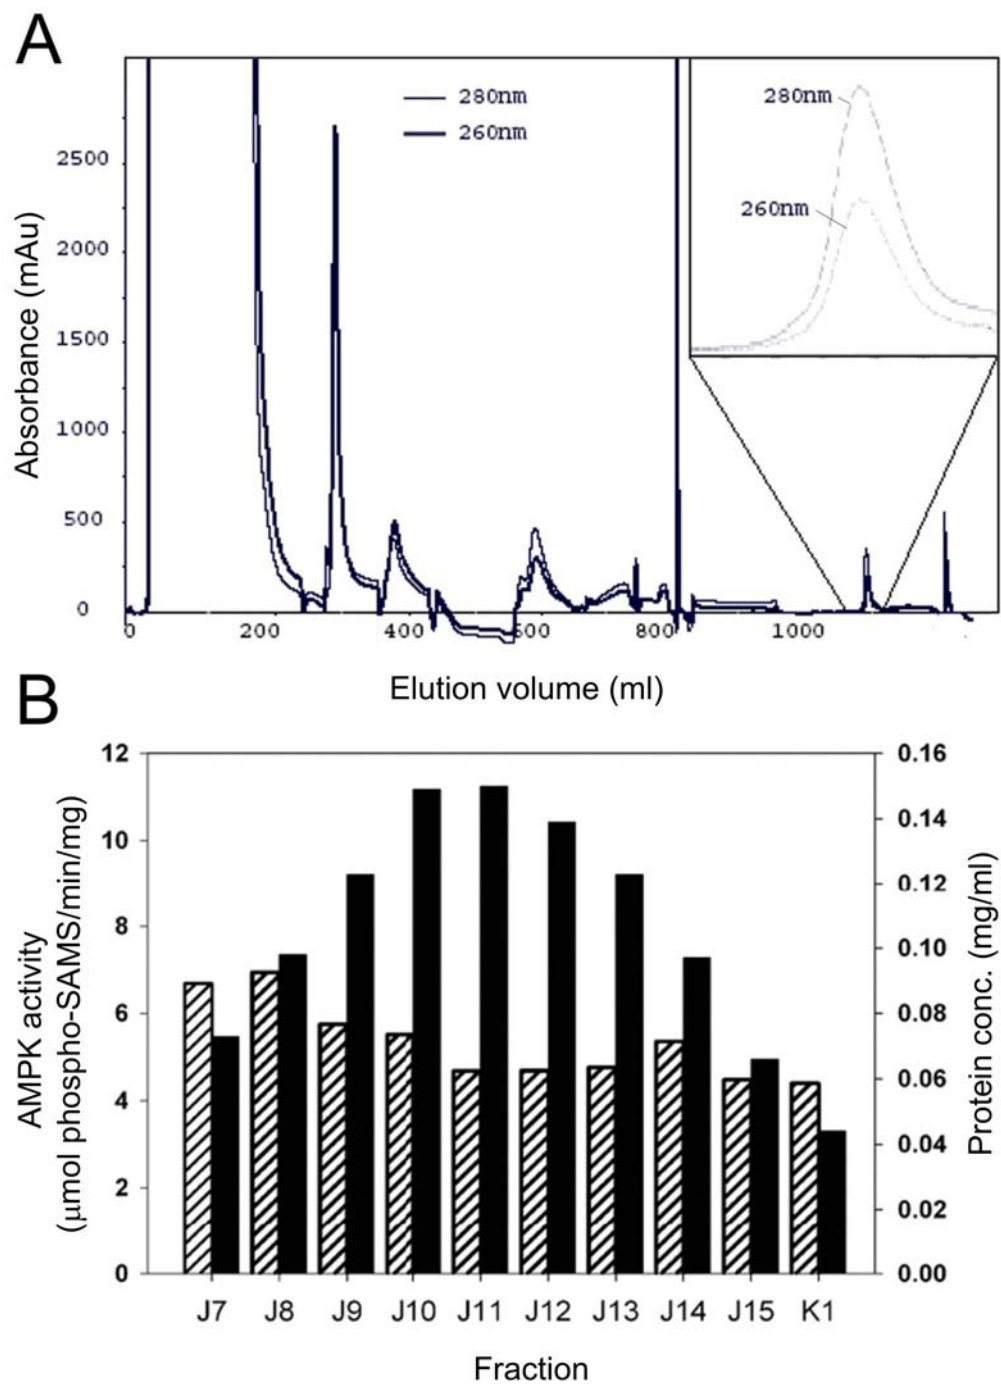 A
280nm
260nm
280nm
260nm
2500
2000
1500
1000
500
0
Absorbance (mAu)
0 200 400 600 800 1000
Elution volume (ml)
B
12
10
8
6
4
2
0
AMPK activity
(µmol phospho-SAMS/min/mg)
0.16
0.14
0.12
0.10
0.08
0.06
0.04
0.02
0.00
Protein conc. (mg/ml)
J7 J8 J9 J10 J11 J12 J13 J14 J15 K1
Fraction